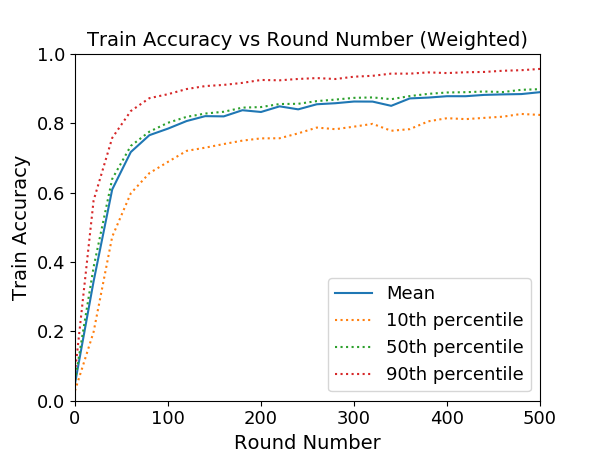 Train Accuracy vs Round Number (Weighted)
1.0
0.8
0.6
0.4
0.2
0.0
Train Accuracy
Mean
10th percentile
50th percentile
90th percentile
0 100 200 300 400 500
Round Number